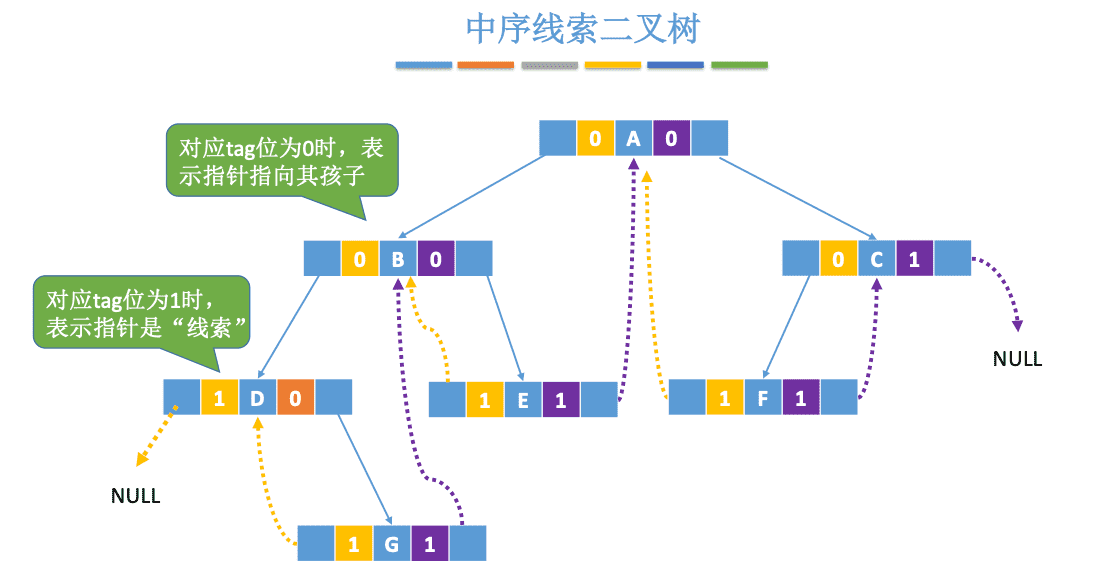 中序线索二叉树
0 A 0
对应tag位为0时，表
示指针指向其孩子
0 B 0
0 C 1
对应tag位为1时，
表示指针是“线索”
NULL
1 D 0
1 E 1
1 F 1
NULL
1 G 1